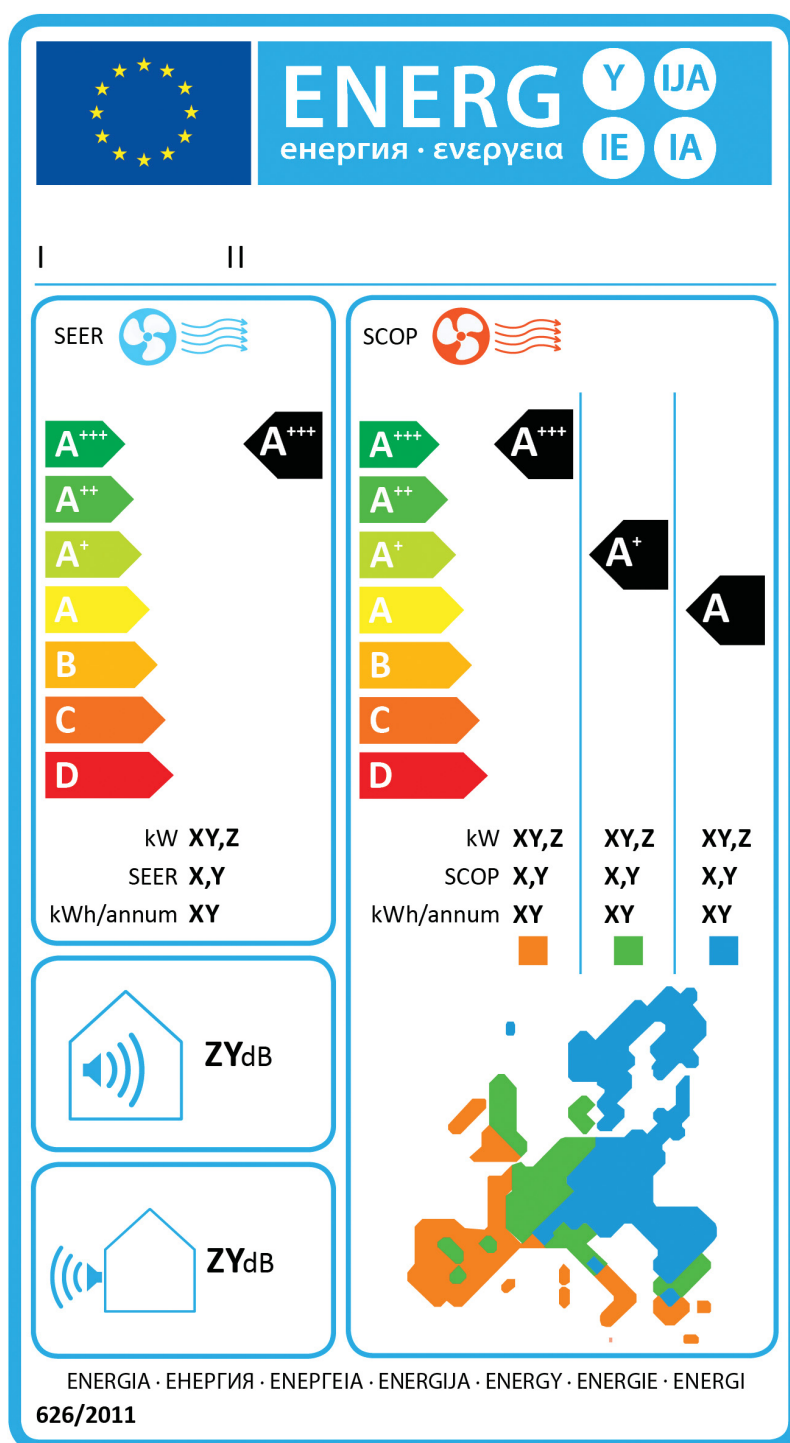 ENERG Y IJA
енергия · ενεργεια IE IA
I II
SEER
A+++ A+++
A++
A+
A
B
C
D
kW XY,Z
SEER X,Y
kWh/annum XY
SCOP
A+++ A+++
A++
A+ A+
A A
B
C
D
kW XY,Z XY,Z XY,Z
SCOP X,Y X,Y X,Y
kWh/annum XY XY XY
ZYdB
ZYdB
ENERGIA · ЕНЕРГИЯ · ΕΝΕΡΓΕΙΑ · ENERGIJA · ENERGY · ENERGIE · ENERGI
626/2011